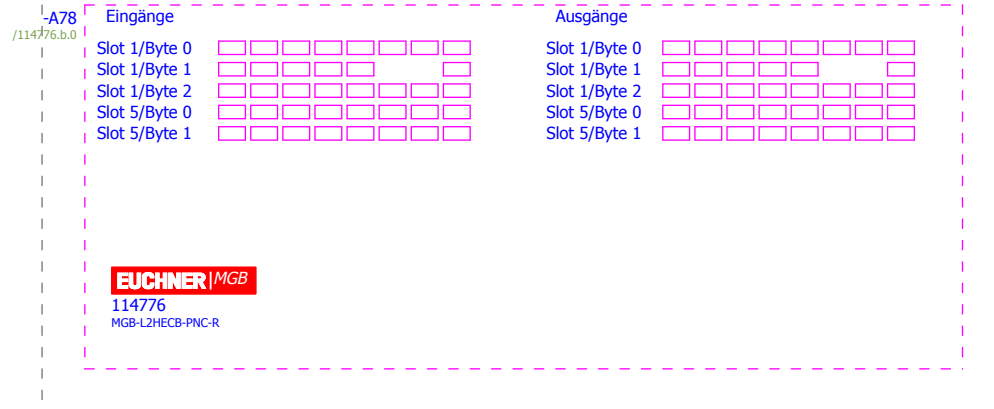 -A78
/114776.b.0
Eingänge
Slot 1/Byte 0
Slot 1/Byte 1
Slot 1/Byte 2
Slot 5/Byte 0
Slot 5/Byte 1
Ausgänge
Slot 1/Byte 0
Slot 1/Byte 1
Slot 1/Byte 2
Slot 5/Byte 0
Slot 5/Byte 1
EUCHNER|MGB
114776
MGB-L2HECB-PNC-R